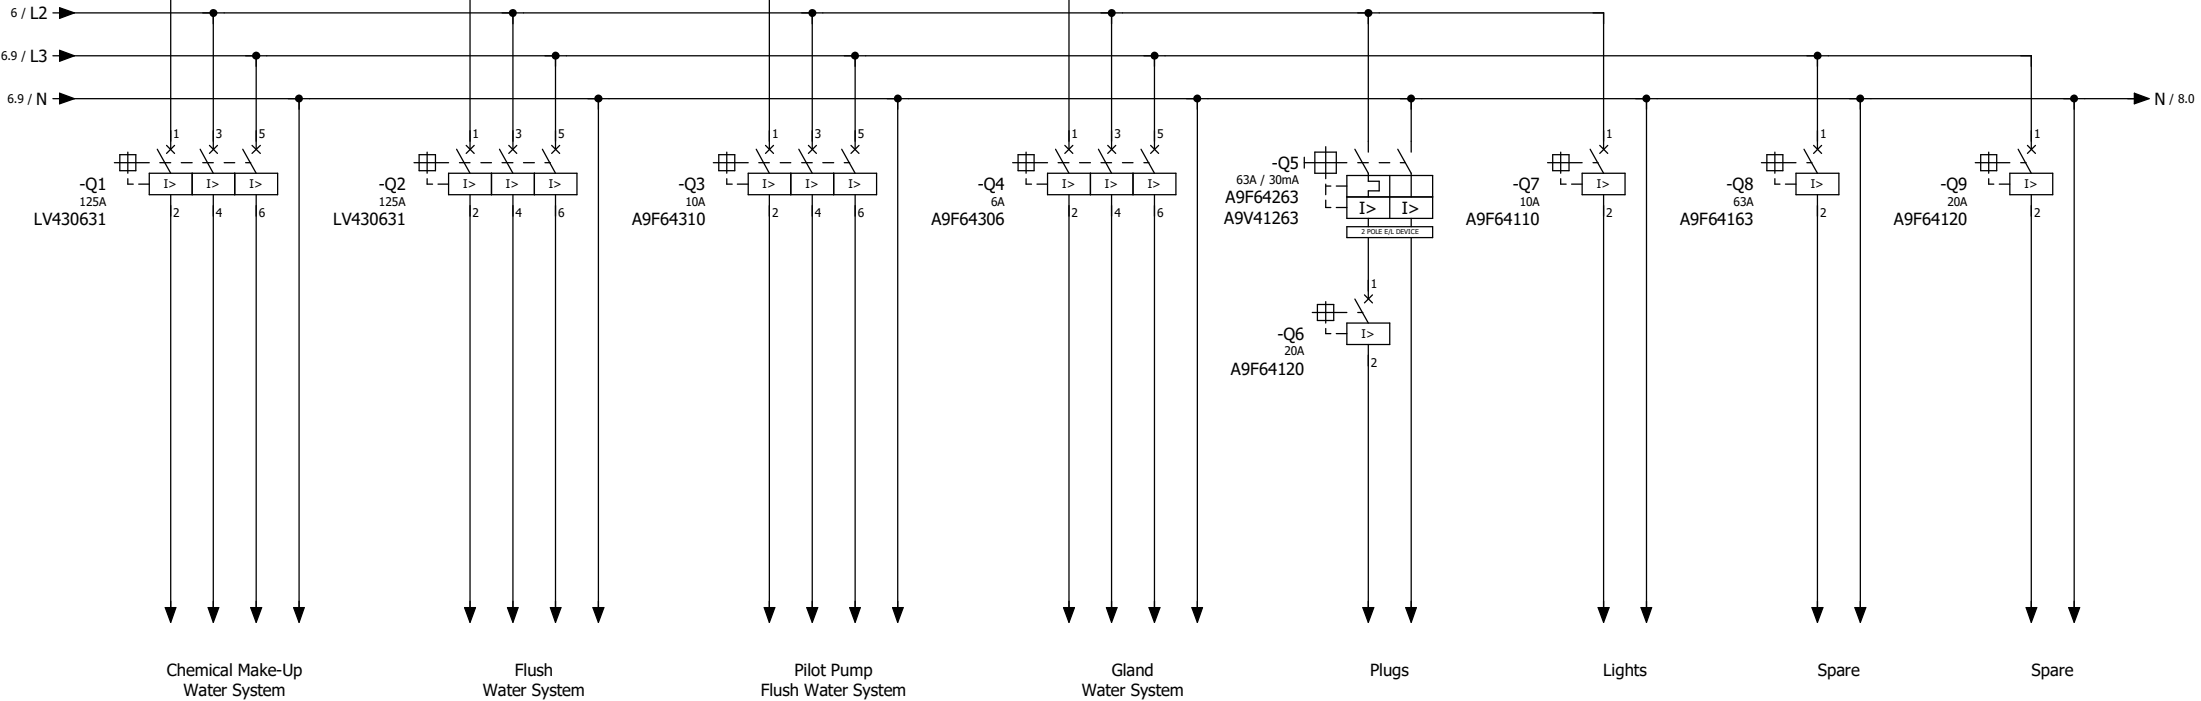 6 / L2
6.9 / L3
6.9 / N
N / 8.0
1 3 5
I> I> I>
2 4 6
-Q1
125A
LV430631
1 3 5
I> I> I>
2 4 6
-Q2
125A
LV430631
1 3 5
I> I> I>
2 4 6
-Q3
10A
A9F64310
1 3 5
I> I> I>
2 4 6
-Q4
6A
A9F64306
-Q5
63A / 30mA
A9F64263
A9V41263
I> I>
2 POLE E/L DEVICE
1
-Q6
20A
A9F64120
I>
2
1
-Q7
10A
A9F64110
I>
2
1
-Q8
63A
A9F64163
I>
2
1
-Q9
20A
A9F64120
I>
2
Chemical Make-Up
Water System
Flush
Water System
Pilot Pump
Flush Water System
Gland
Water System
Plugs
Lights
Spare
Spare